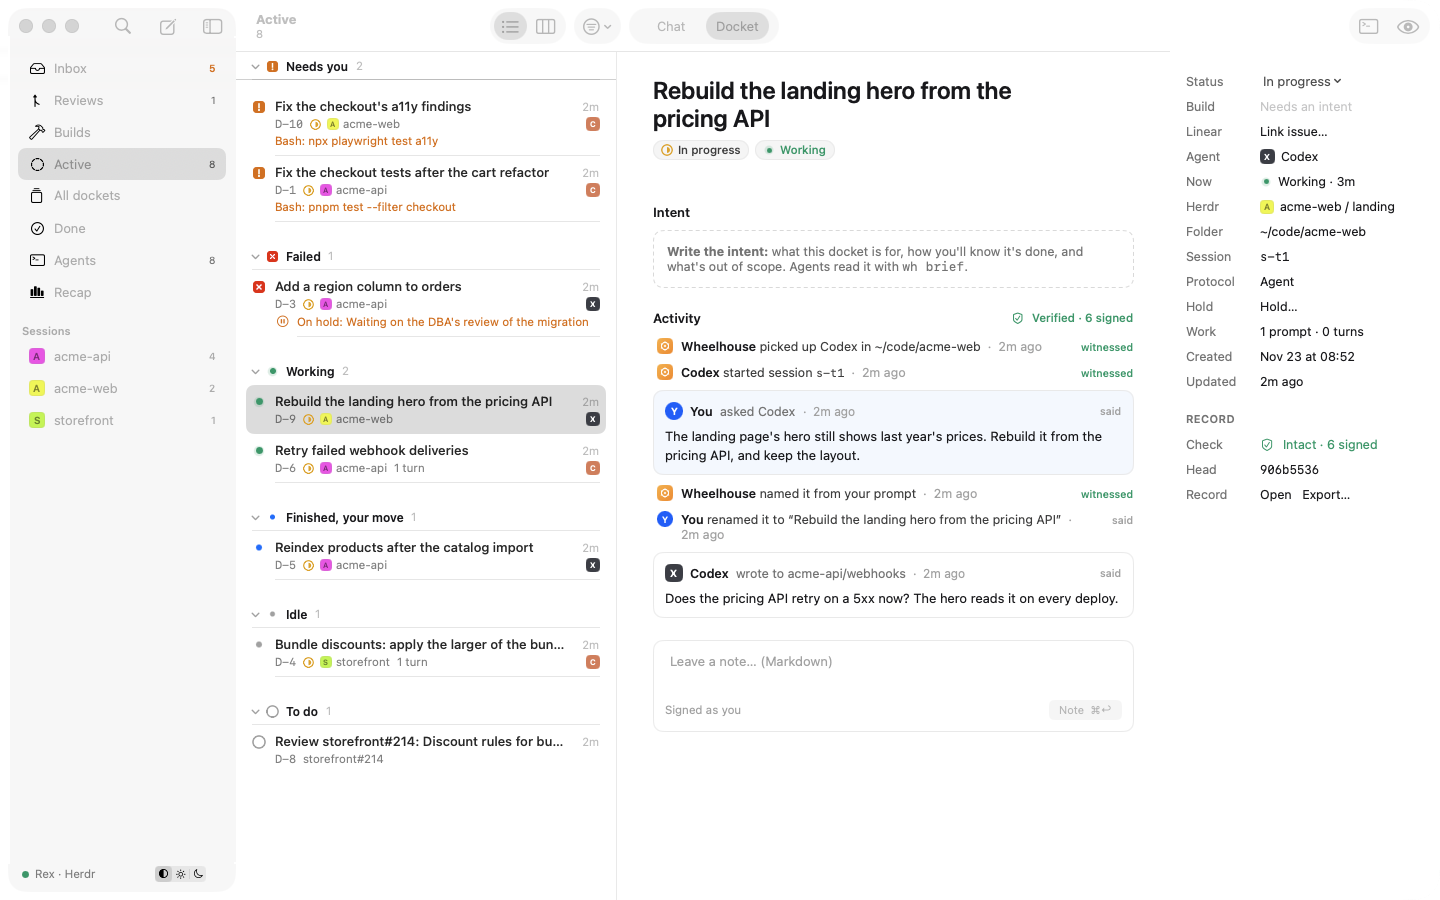 Inbox 5
Reviews 1
Builds
Active 8
All dockets
Done
Agents 8
Recap
Sessions
A acme-api 4
A acme-web 2
S storefront 1
Rex · Herdr
Active
8
Needs you 2
Fix the checkout's a11y findings 2m
D–10 A acme-web C
Bash: npx playwright test a11y
Fix the checkout tests after the cart refactor 2m
D–1 A acme-api C
Bash: pnpm test --filter checkout
Failed 1
Add a region column to orders 2m
D–3 A acme-api X
On hold: Waiting on the DBA's review of the migration
Working 2
Rebuild the landing hero from the pricing API 2m
D–9 A acme-web X
Retry failed webhook deliveries 2m
D–6 A acme-api 1 turn C
Finished, your move 1
Reindex products after the catalog import 2m
D–5 A acme-api X
Idle 1
Bundle discounts: apply the larger of the bun… 2m
D–4 S storefront 1 turn C
To do 1
Review storefront#214: Discount rules for bu… 2m
D–8 storefront#214
Chat Docket
Rebuild the landing hero from the
pricing API
In progress Working
Intent
Write the intent: what this docket is for, how you'll know it's done, and
what's out of scope. Agents read it with wh brief.
Activity Verified · 6 signed
Wheelhouse picked up Codex in ~/code/acme-web · 2m ago witnessed
Codex started session s–t1 · 2m ago witnessed
Y You asked Codex · 2m ago said
The landing page's hero still shows last year's prices. Rebuild it from the
pricing API, and keep the layout.
Wheelhouse named it from your prompt · 2m ago witnessed
Y You renamed it to “Rebuild the landing hero from the pricing API” · said
2m ago
X Codex wrote to acme-api/webhooks · 2m ago said
Does the pricing API retry on a 5xx now? The hero reads it on every deploy.
Leave a note… (Markdown)
Signed as you Note ⌘↩
Status In progress
Build Needs an intent
Linear Link issue…
Agent X Codex
Now Working · 3m
Herdr A acme-web / landing
Folder ~/code/acme-web
Session s–t1
Protocol Agent
Hold Hold…
Work 1 prompt · 0 turns
Created Nov 23 at 08:52
Updated 2m ago
RECORD
Check Intact · 6 signed
Head 906b5536
Record Open Export…